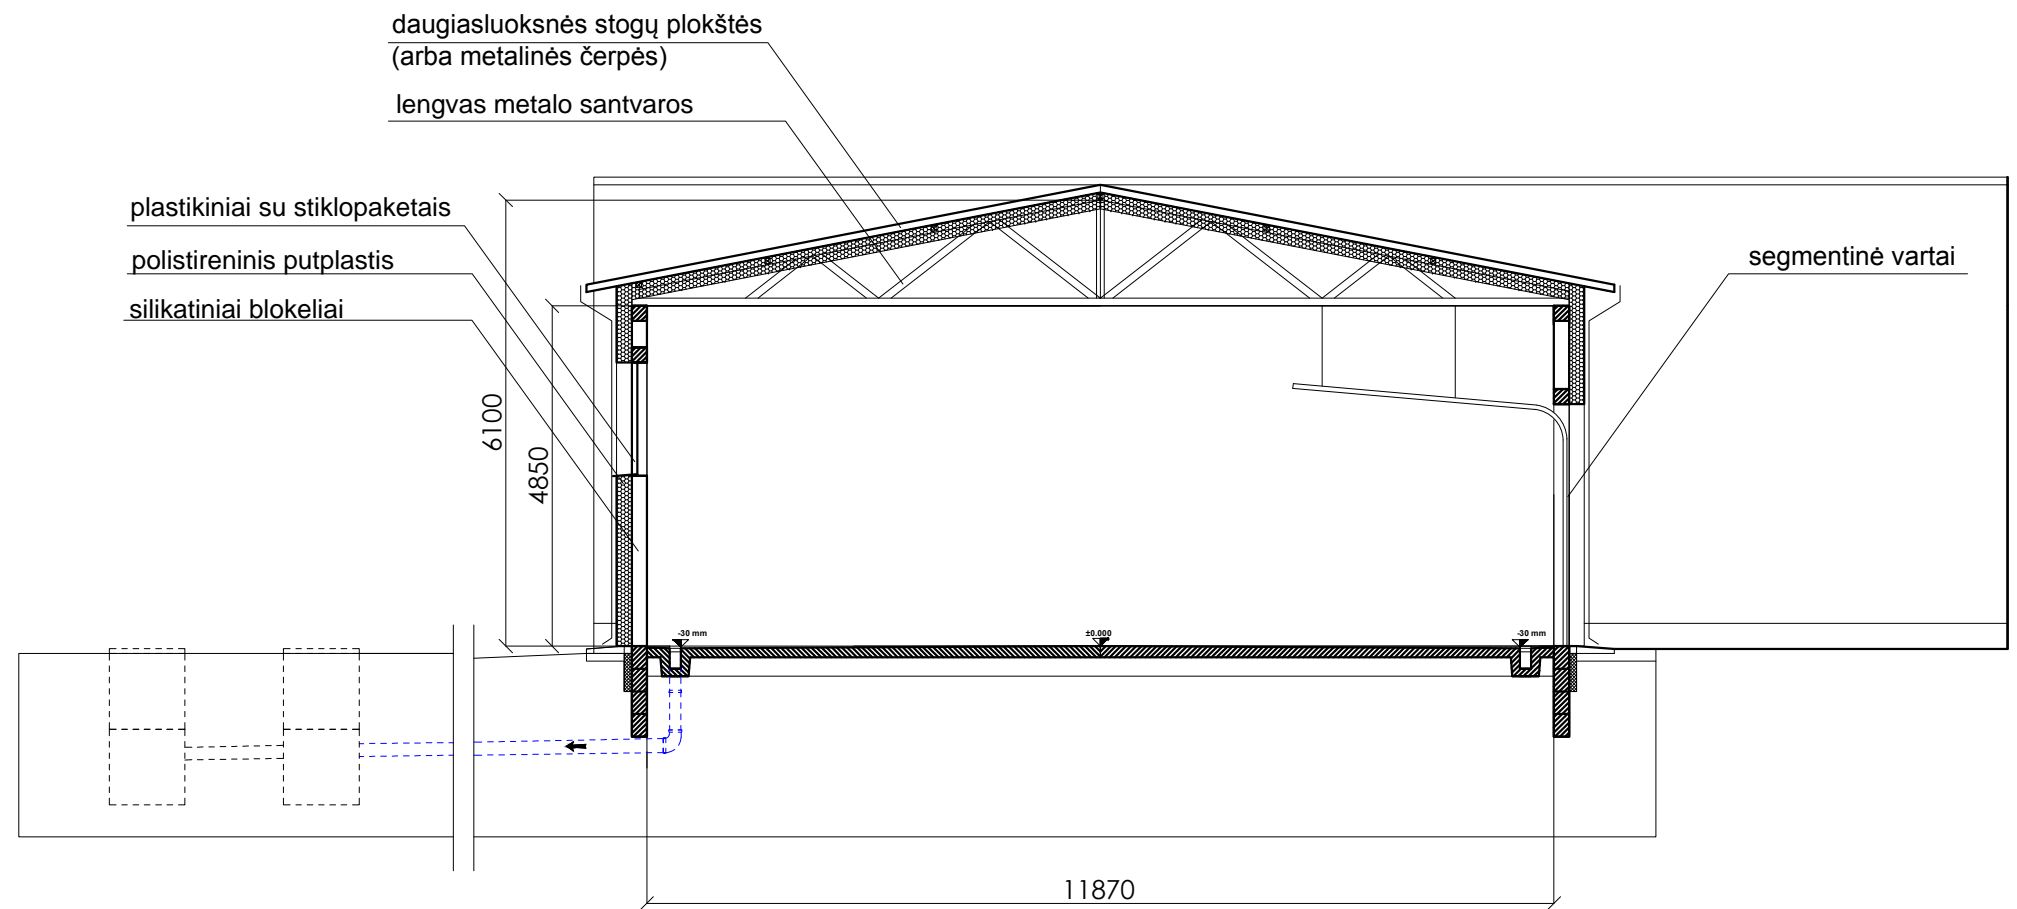 daugiasluoksnės stogų plokštės
(arba metalinės čerpės)
lengvas metalo santvaros
plastikiniai su stiklopaketais
polistireninis putplastis
silikatiniai blokeliai
segmentinė vartai
6100
4850
-30 mm
±0.000
-30 mm
11870